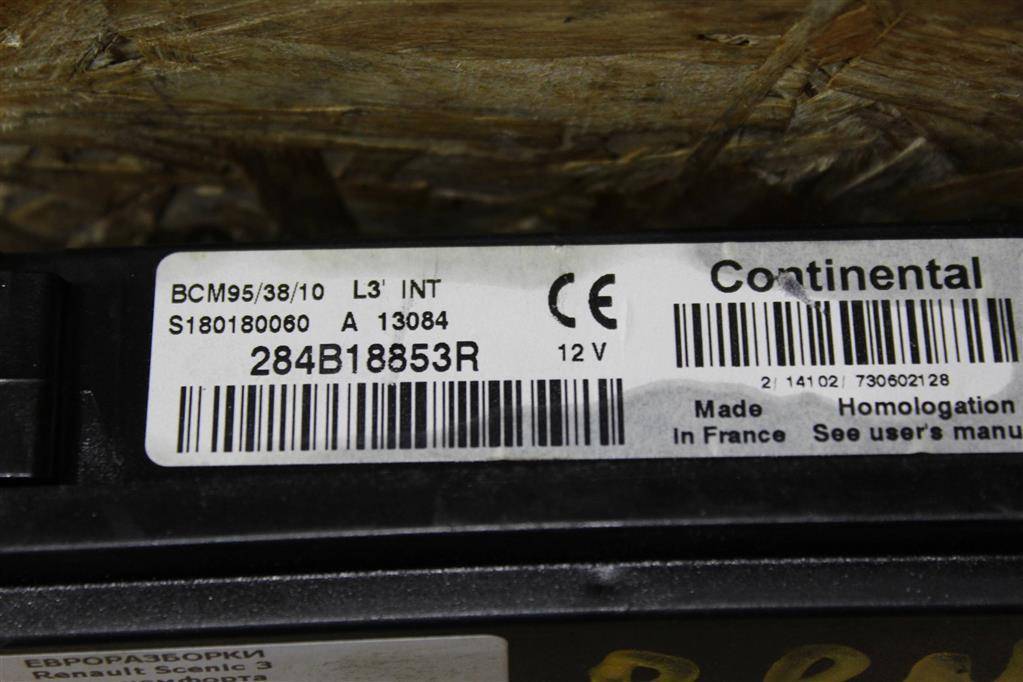 BCM95/38/10 L3' INT
S180180060 A 13084
284B18853R
CE
12 V
Continental
2/ 14102/ 730602128
Made
In France
Homologation
See user's manu
ЕВРОРАЗБОРКИ
Renault Scenic 3